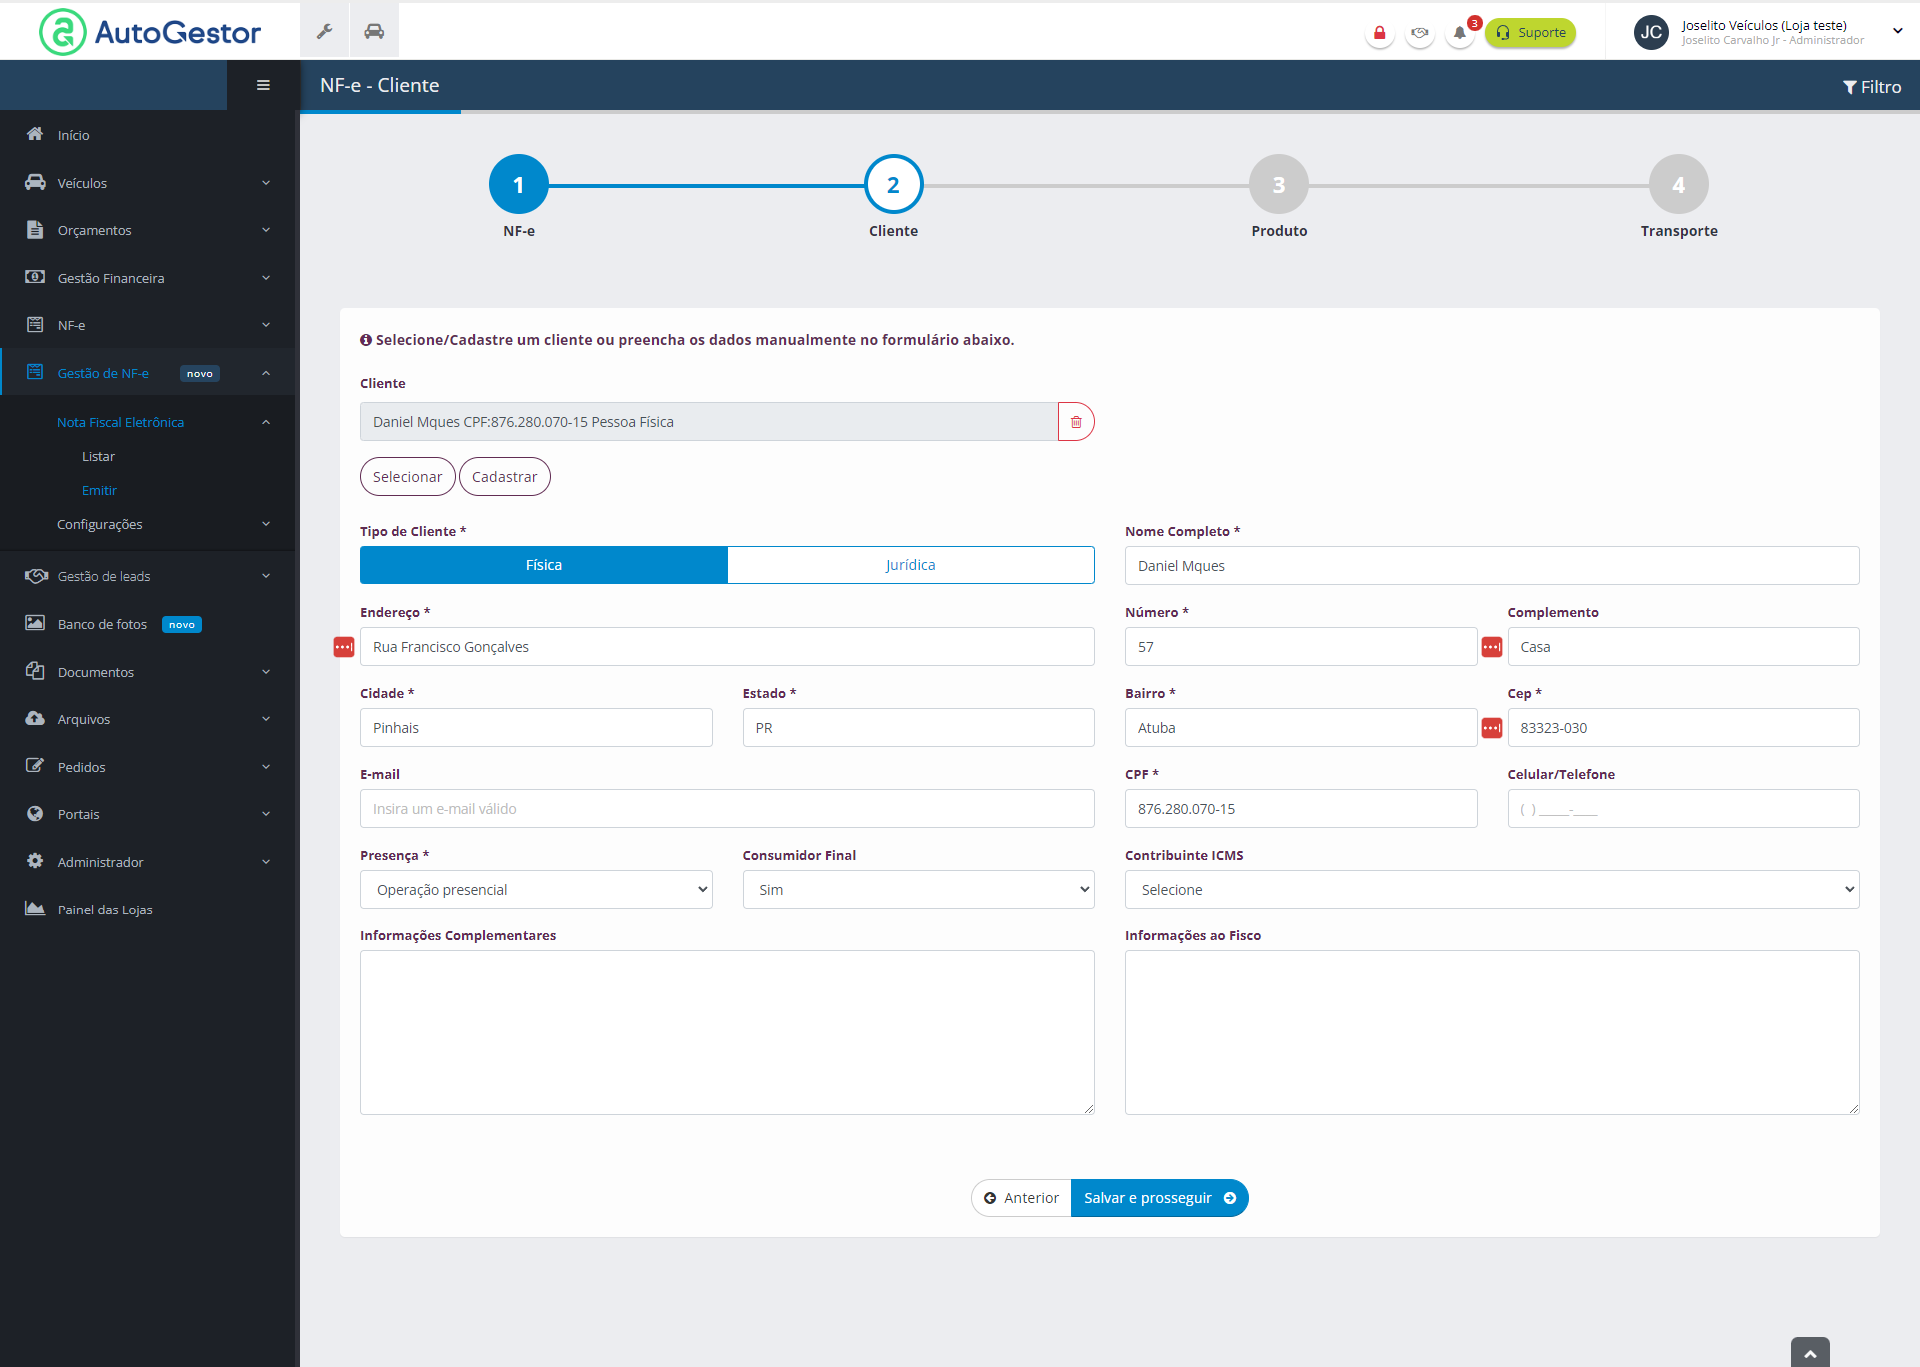 AutoGestor
3
Suporte
JC
Joselito Veículos (Loja teste)
Joselito Carvalho Jr - Administrador
NF-e - Cliente
Filtro
Início
Veículos
Orçamentos
Gestão Financeira
NF-e
Gestão de NF-e novo
Nota Fiscal Eletrônica
Listar
Emitir
Configurações
Gestão de leads
Banco de fotos novo
Documentos
Arquivos
Pedidos
Portais
Administrador
Painel das Lojas
1 2 3 4
NF-e Cliente Produto Transporte
Selecione/Cadastre um cliente ou preencha os dados manualmente no formulário abaixo.
Cliente
Daniel Mques CPF:876.280.070-15 Pessoa Física
Selecionar Cadastrar
Tipo de Cliente * Nome Completo *
Física Jurídica Daniel Mques
Endereço * Número * Complemento
Rua Francisco Gonçalves 57 Casa
Cidade * Estado * Bairro * Cep *
Pinhais PR Atuba 83323-030
E-mail CPF * Celular/Telefone
Insira um e-mail válido 876.280.070-15 ( ) _____-____
Presença * Consumidor Final Contribuinte ICMS
Operação presencial Sim Selecione
Informações Complementares Informações ao Fisco
Anterior Salvar e prosseguir